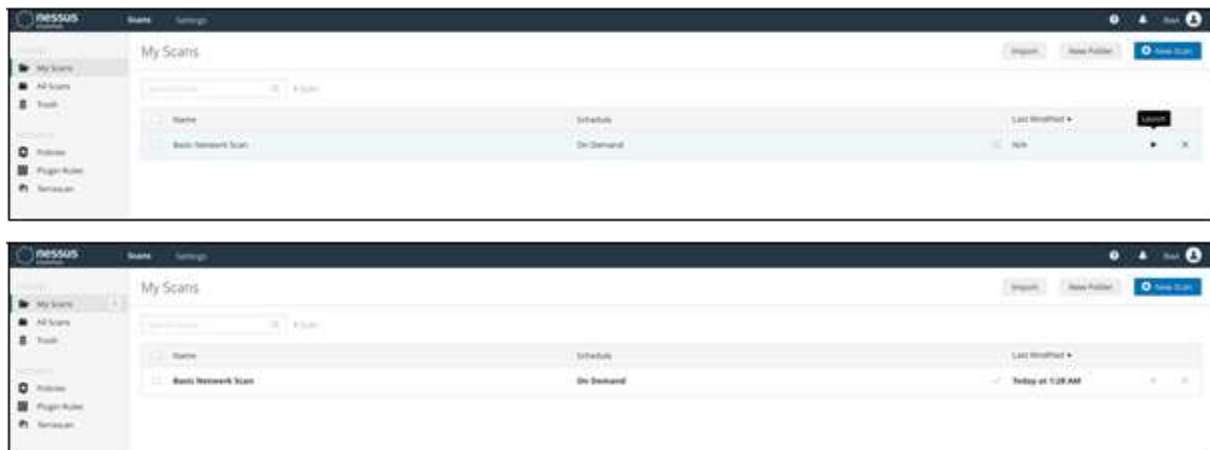 nessus
Scans Settings
My Scans
Import New Folder New Scan
My Scans
All Scans
Trash
Name Schedule Last Modified
Launch
Basic Network Scan On Demand N/A
Policies
Plugin Rules
Terrascan
nessus
Scans Settings
My Scans
Import New Folder New Scan
My Scans
All Scans
Trash
Name Schedule Last Modified
Basic Network Scan On Demand Today at 1:28 AM
Policies
Plugin Rules
Terrascan